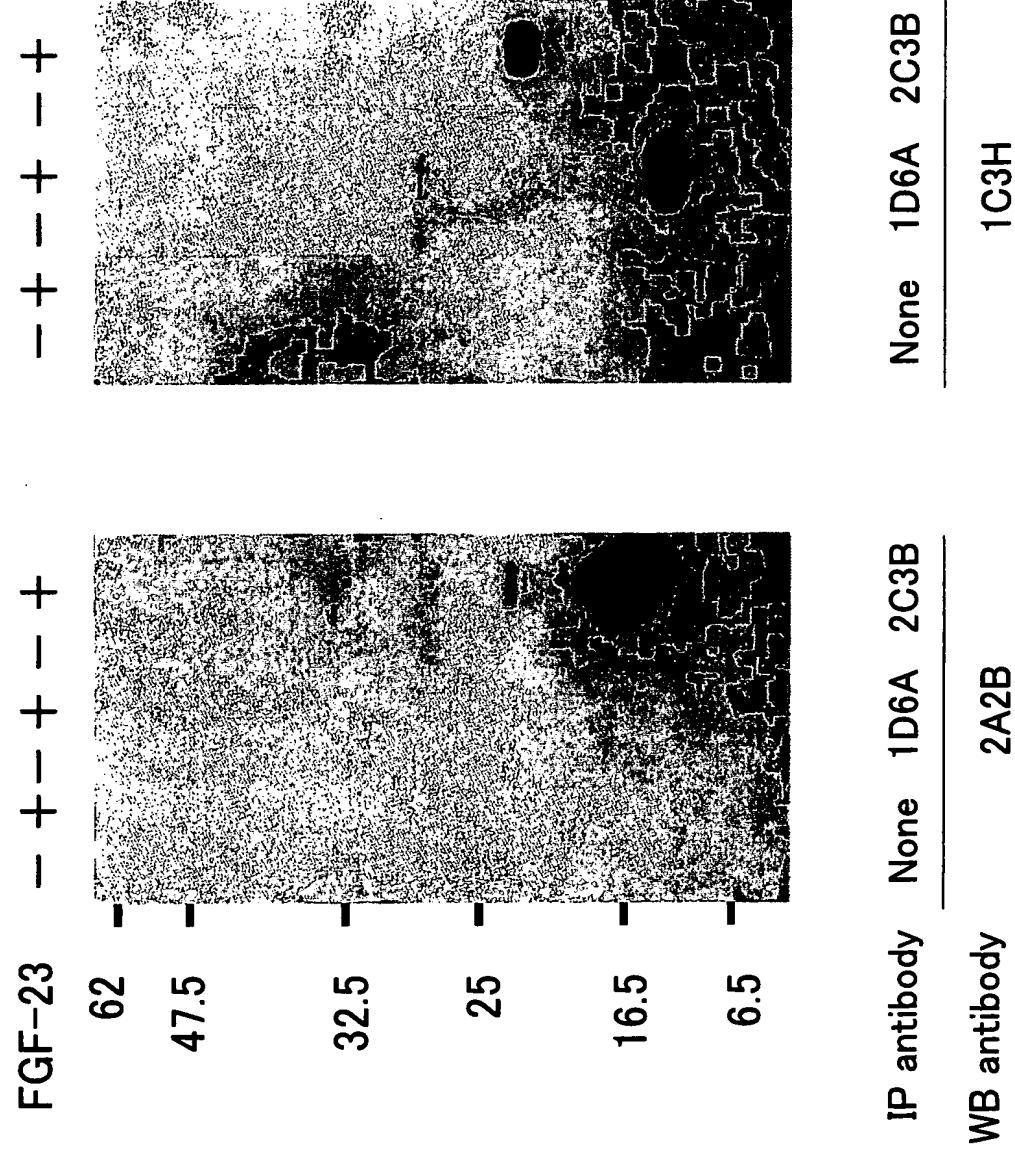 FGF-23 − + − + − + − + − + − +
62
47.5
32.5
25
16.5
6.5
IP antibody None 1D6A 2C3B None 1D6A 2C3B
WB antibody 2A2B 1C3H